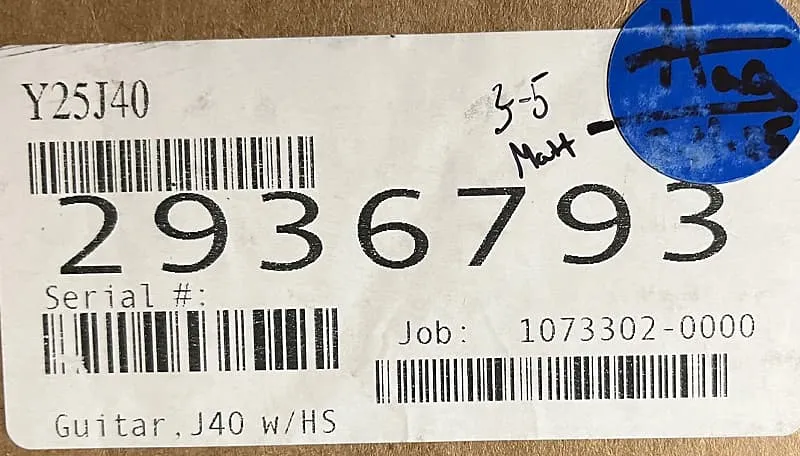 Y25J40
3-5
Matt
2936793
Serial #:
Job: 1073302-0000
Guitar,J40 w/HS